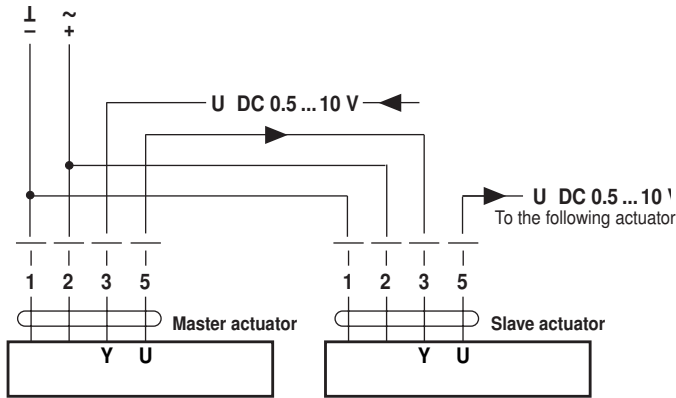 ⊥ ~
− +
U DC 0.5 ... 10 V
U DC 0.5 ... 10
To the following actuator
1 2 3 5
1 2 3 5
Master actuator
Slave actuator
Y U
Y U